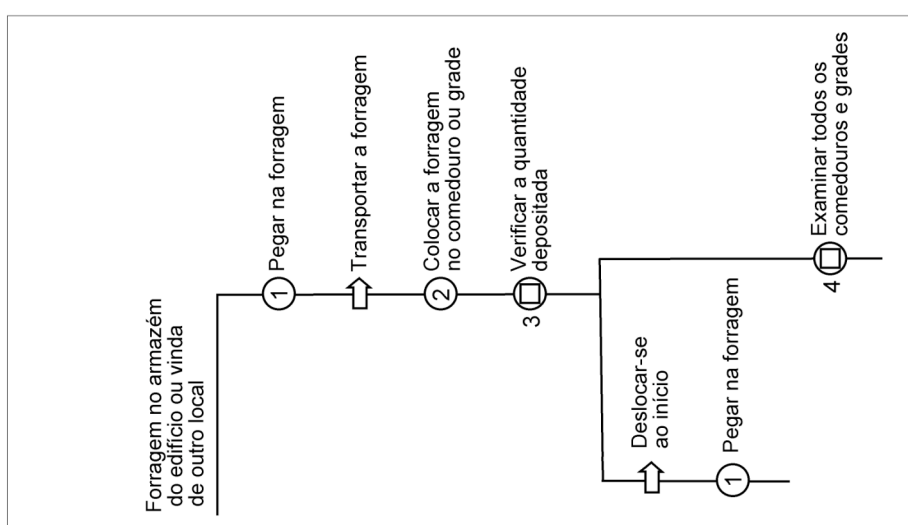 Forragem no armazém
do edifício ou vinda
de outro local
1
Pegar na forragem
Transportar a forragem
2
Colocar a forragem
no comedouro ou grade
3
Verificar a quantidade
depositada
Deslocar-se
ao início
1
Pegar na forragem
4
Examinar todos os
comedouros e grades